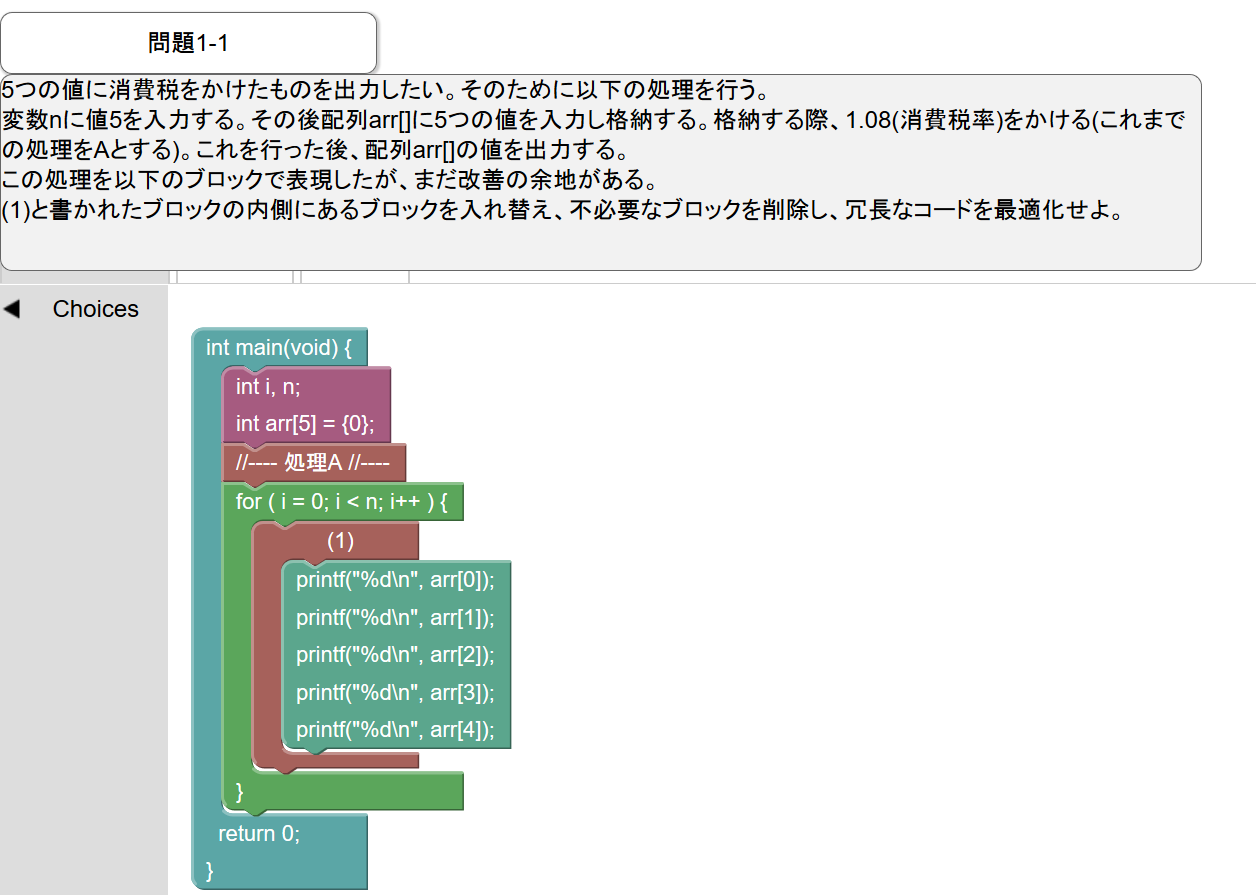 問題1-1
5つの値に消費税をかけたものを出力したい。そのために以下の処理を行う。
変数nに値5を入力する。その後配列arr[]に5つの値を入力し格納する。格納する際、1.08(消費税率)をかける(これまで
の処理をAとする)。これを行った後、配列arr[]の値を出力する。
この処理を以下のブロックで表現したが、まだ改善の余地がある。
(1)と書かれたブロックの内側にあるブロックを入れ替え、不必要なブロックを削除し、冗長なコードを最適化せよ。
Choices
int main(void) {
int i, n;
int arr[5] = {0};
//---- 処理A //----
for ( i = 0; i < n; i++ ) {
(1)
printf("%d\n", arr[0]);
printf("%d\n", arr[1]);
printf("%d\n", arr[2]);
printf("%d\n", arr[3]);
printf("%d\n", arr[4]);
}
return 0;
}